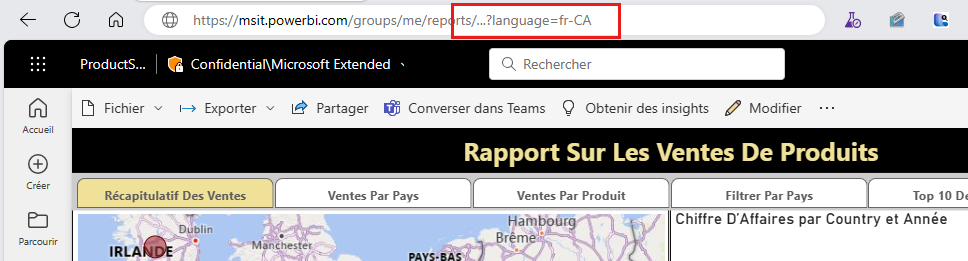 https://msit.powerbi.com/groups/me/reports/...?language=fr-CA
ProductS... Confidential\Microsoft Extended Rechercher
Fichier Exporter Partager Converser dans Teams Obtenir des insights Modifier ...
Accueil
Créer
Parcourir
Rapport Sur Les Ventes De Produits
Récapitulatif Des Ventes Ventes Par Pays Ventes Par Produit Filtrer Par Pays Top 10 De
Chiffre D'Affaires par Country et Année
Hambourg
Dublin
Brême
Manchester
IRLANDE
PAYS-BAS